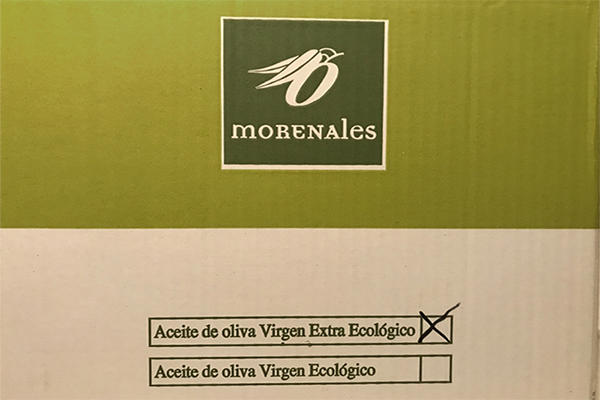 MORENALES
Aceite de oliva Virgen Extra Ecológico
Aceite de oliva Virgen Ecológico